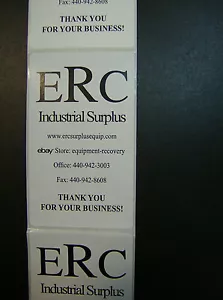 Fax: 440-942-8608
THANK YOU
FOR YOUR BUSINESS!
ERC
Industrial Surplus
www.ercsurplusequip.com
ebay Store: equipment-recovery
Office: 440-942-3003
Fax: 440-942-8608
THANK YOU
FOR YOUR BUSINESS!
ERC
Industrial Surplus